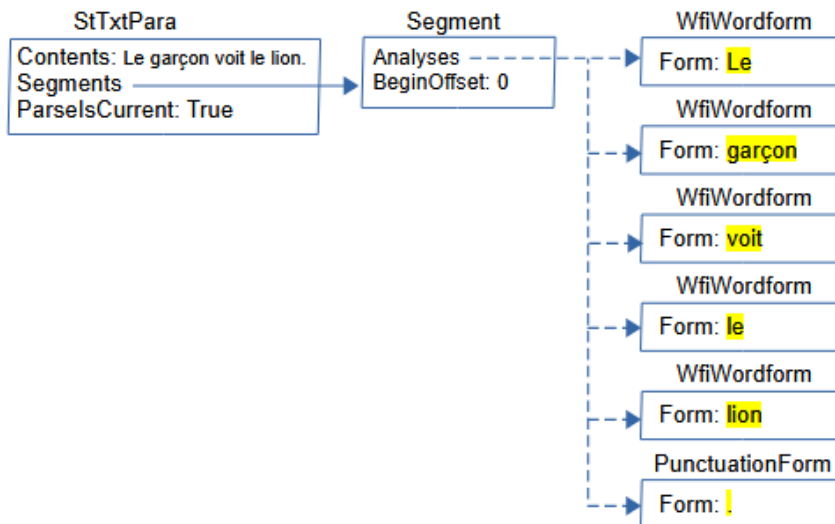 StTxtPara
Contents: Le garçon voit le lion.
Segments
ParseIsCurrent: True
Segment
Analyses
BeginOffset: 0
WfiWordform
Form: Le
WfiWordform
Form: garçon
WfiWordform
Form: voit
WfiWordform
Form: le
WfiWordform
Form: lion
PunctuationForm
Form: .